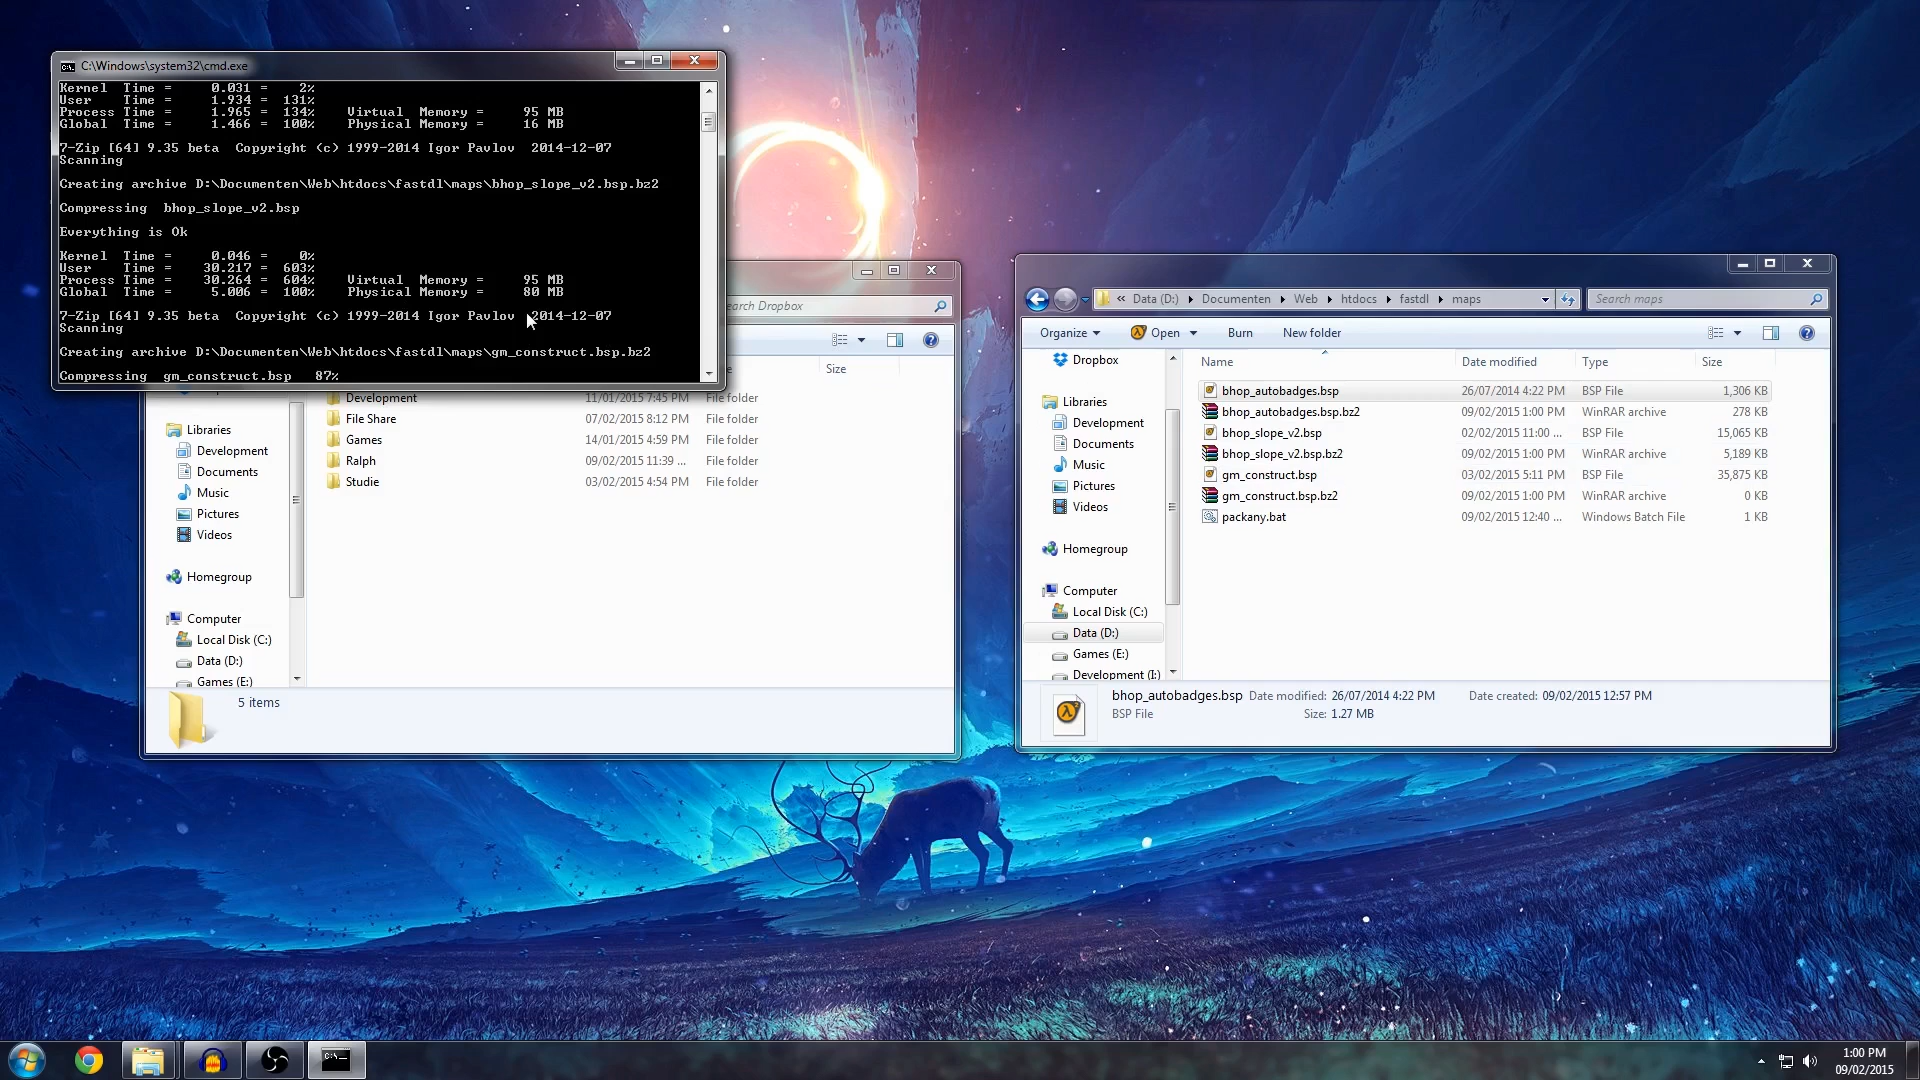 C:\Windows\system32\cmd.exe
Kernel Time = 0.031 = 2%
User Time = 1.934 = 131%
Process Time = 1.965 = 134% Virtual Memory = 95 MB
Global Time = 1.466 = 100% Physical Memory = 16 MB
7-Zip [64] 9.35 beta Copyright (c) 1999-2014 Igor Pavlov 2014-12-07
Scanning
Creating archive D:\Documenten\Web\htdocs\fastdl\maps\bhop_slope_v2.bsp.bz2
Compressing bhop_slope_v2.bsp
Everything is Ok
Kernel Time = 0.046 = 0%
User Time = 30.217 = 603%
Process Time = 30.264 = 604% Virtual Memory = 95 MB
Global Time = 5.006 = 100% Physical Memory = 80 MB
7-Zip [64] 9.35 beta Copyright (c) 1999-2014 Igor Pavlov 2014-12-07
Scanning
Creating archive D:\Documenten\Web\htdocs\fastdl\maps\gm_construct.bsp.bz2
Compressing gm_construct.bsp 87%
Dropbox
Size
Development 11/01/2015 7:45 PM File folder
File Share 07/02/2015 8:12 PM File folder
Games 14/01/2015 4:59 PM File folder
Ralph 09/02/2015 11:39 ... File folder
Studie 03/02/2015 4:54 PM File folder
Libraries
Development
Documents
Music
Pictures
Videos
Homegroup
Computer
Local Disk (C:)
Data (D:)
Games (E:)
5 items
« Data (D:) Documenten Web htdocs fastdl maps
Search maps
Organize Open Burn New folder
Dropbox
Libraries
Development
Documents
Music
Pictures
Videos
Homegroup
Computer
Local Disk (C:)
Data (D:)
Games (E:)
Development (I:)
Name Date modified Type Size
bhop_autobadges.bsp 26/07/2014 4:22 PM BSP File 1,306 KB
bhop_autobadges.bsp.bz2 09/02/2015 1:00 PM WinRAR archive 278 KB
bhop_slope_v2.bsp 02/02/2015 11:00 ... BSP File 15,065 KB
bhop_slope_v2.bsp.bz2 09/02/2015 1:00 PM WinRAR archive 5,189 KB
gm_construct.bsp 03/02/2015 5:11 PM BSP File 35,875 KB
gm_construct.bsp.bz2 09/02/2015 1:00 PM WinRAR archive 0 KB
packany.bat 09/02/2015 12:40 ... Windows Batch File 1 KB
bhop_autobadges.bsp Date modified: 26/07/2014 4:22 PM Date created: 09/02/2015 12:57 PM
BSP File Size: 1.27 MB
1:00 PM
09/02/2015